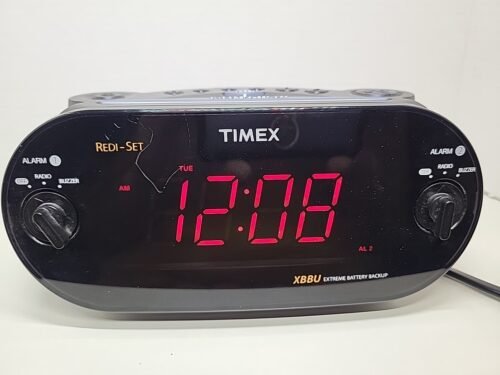 TIMEX
REDI-SET
ALARM 1
RADIO
BUZZER
ALARM
RADIO
BUZZER
TUE
AM
12:08
AL 2
XBBU EXTREME BATTERY BACKUP